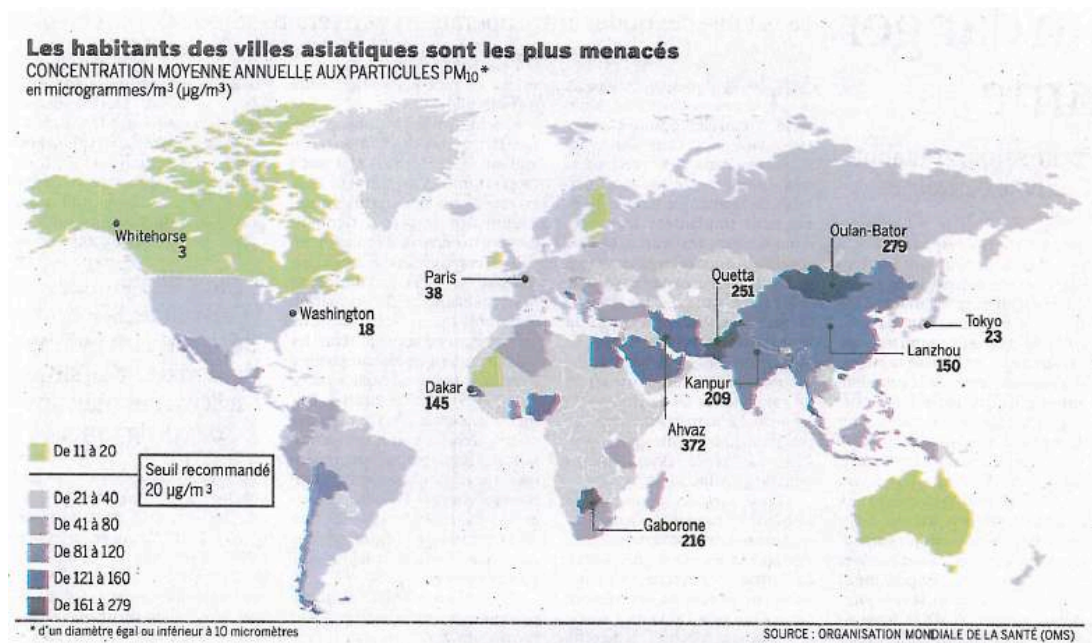 Les habitants des villes asiatiques sont les plus menacés
CONCENTRATION MOYENNE ANNUELLE AUX PARTICULES PM10*
en microgrammes/m³ (µg/m³)
Whitehorse
3
Washington
18
Paris
38
Dakar
145
Quetta
251
Oulan-Bator
279
Tokyo
23
Lanzhou
150
Kanpur
209
Ahvaz
372
Gaborone
216
De 11 à 20
Seuil recommandé
20 µg/m³
De 21 à 40
De 41 à 80
De 81 à 120
De 121 à 160
De 161 à 279
* d'un diamètre égal ou inférieur à 10 micromètres
SOURCE : ORGANISATION MONDIALE DE LA SANTÉ (OMS)